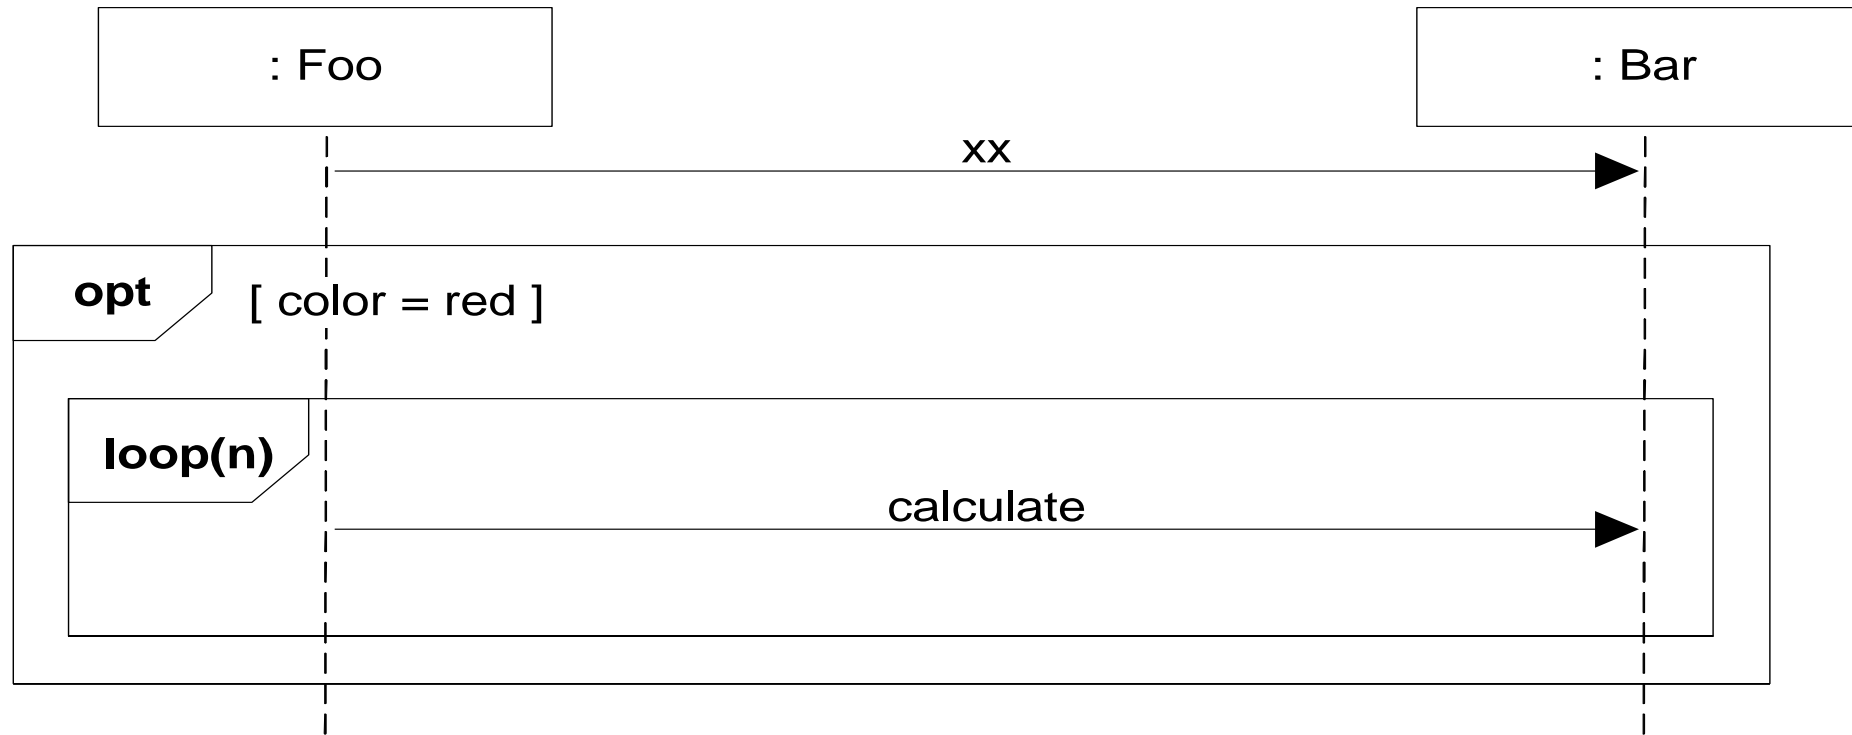 : Foo
: Bar
xx
opt
[ color = red ]
loop(n)
calculate